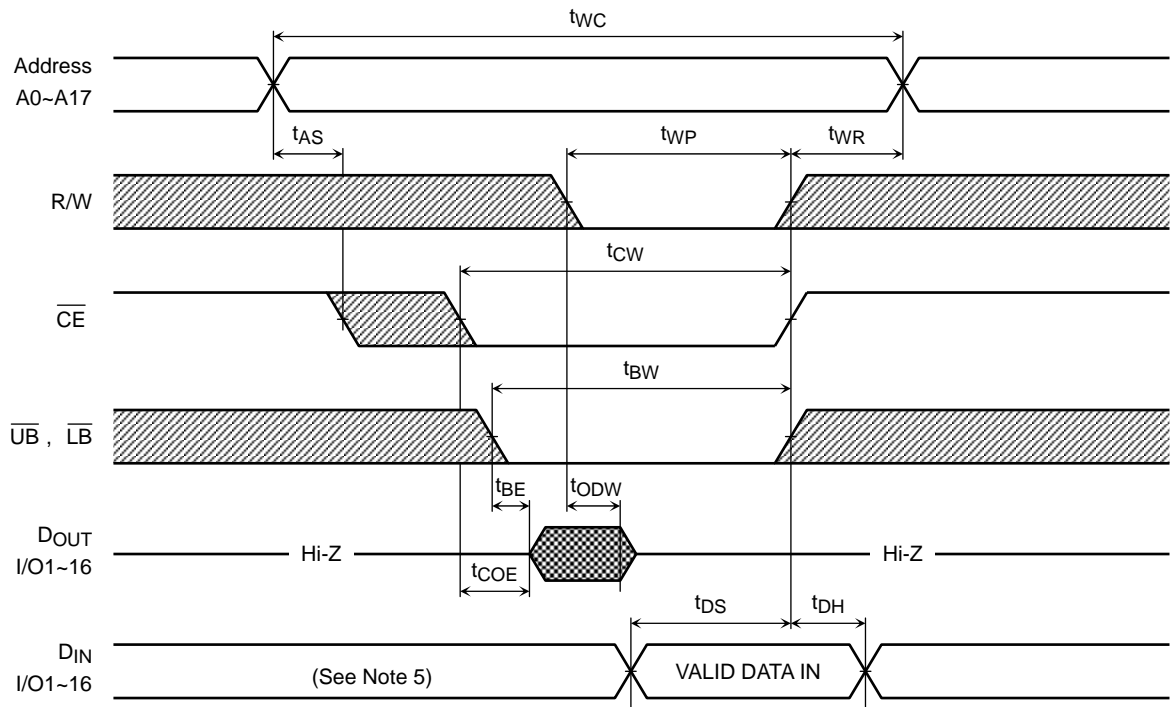 tWC
Address
A0~A17
tAS
tWP
tWR
R/W
tCW
CE
tBW
UB , LB
tBE
tODW
DOUT
I/O1~16
Hi-Z
Hi-Z
tCOE
tDS
tDH
DIN
I/O1~16
(See Note 5)
VALID DATA IN